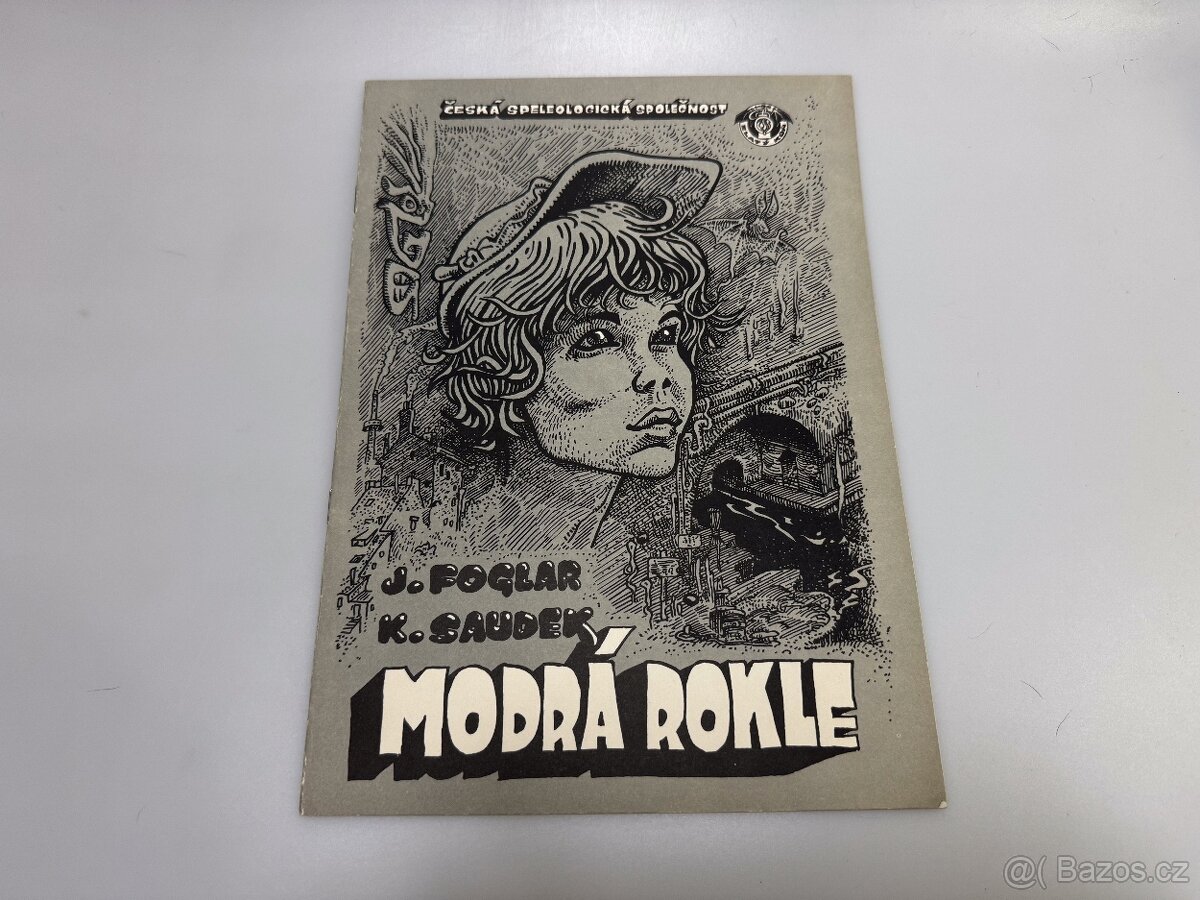 ČESKÁ SPELEOLOGICKÁ SPOLEČNOST
J. FOGLAR
K. SAUDEK
MODRÁ ROKLE
@( Bazos.cz